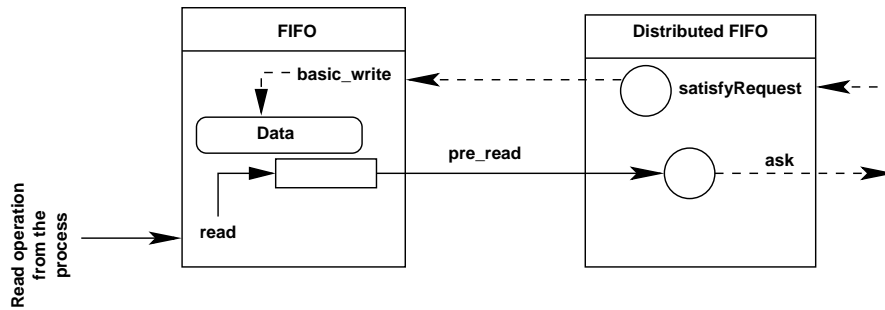 FIFO
Distributed FIFO
basic_write
satisfyRequest
Data
pre_read
ask
read
Read operation
from the
process